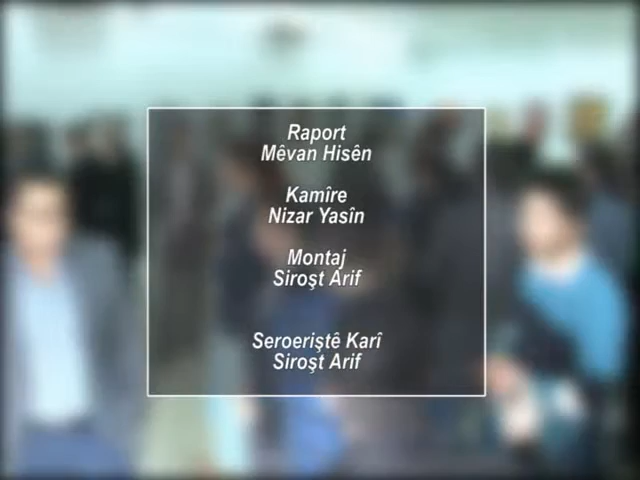 Raport
Mêvan Hisên
Kamîre
Nizar Yasîn
Montaj
Siroşt Arif
Seroeriştê Karî
Siroşt Arif